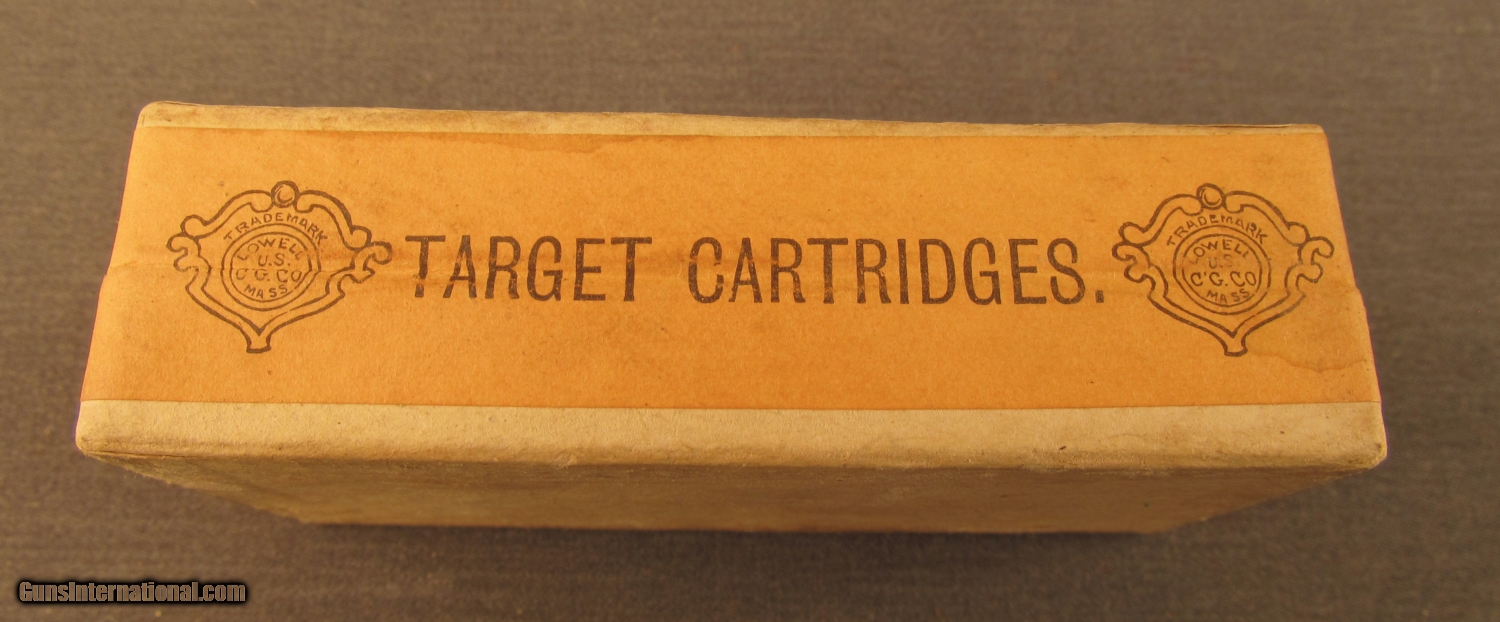 TRADEMARK
LOWELL
U.S.
C'G.CO
MASS
TARGET CARTRIDGES.
TRADEMARK
LOWELL
U.S.
C'G.CO
MASS
GunsInternational.com